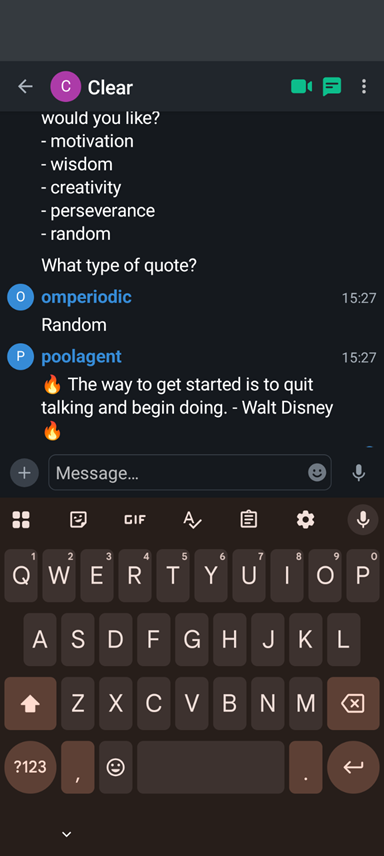 C Clear
would you like?
- motivation
- wisdom
- creativity
- perseverance
- random
What type of quote?
O omperiodic 15:27
Random
P poolagent 15:27
🔥 The way to get started is to quit
talking and begin doing. - Walt Disney
🔥
Message...
GIF
1 2 3 4 5 6 7 8 9 0
Q W E R T Y U I O P
A S D F G H J K L
Z X C V B N M
?123 , .